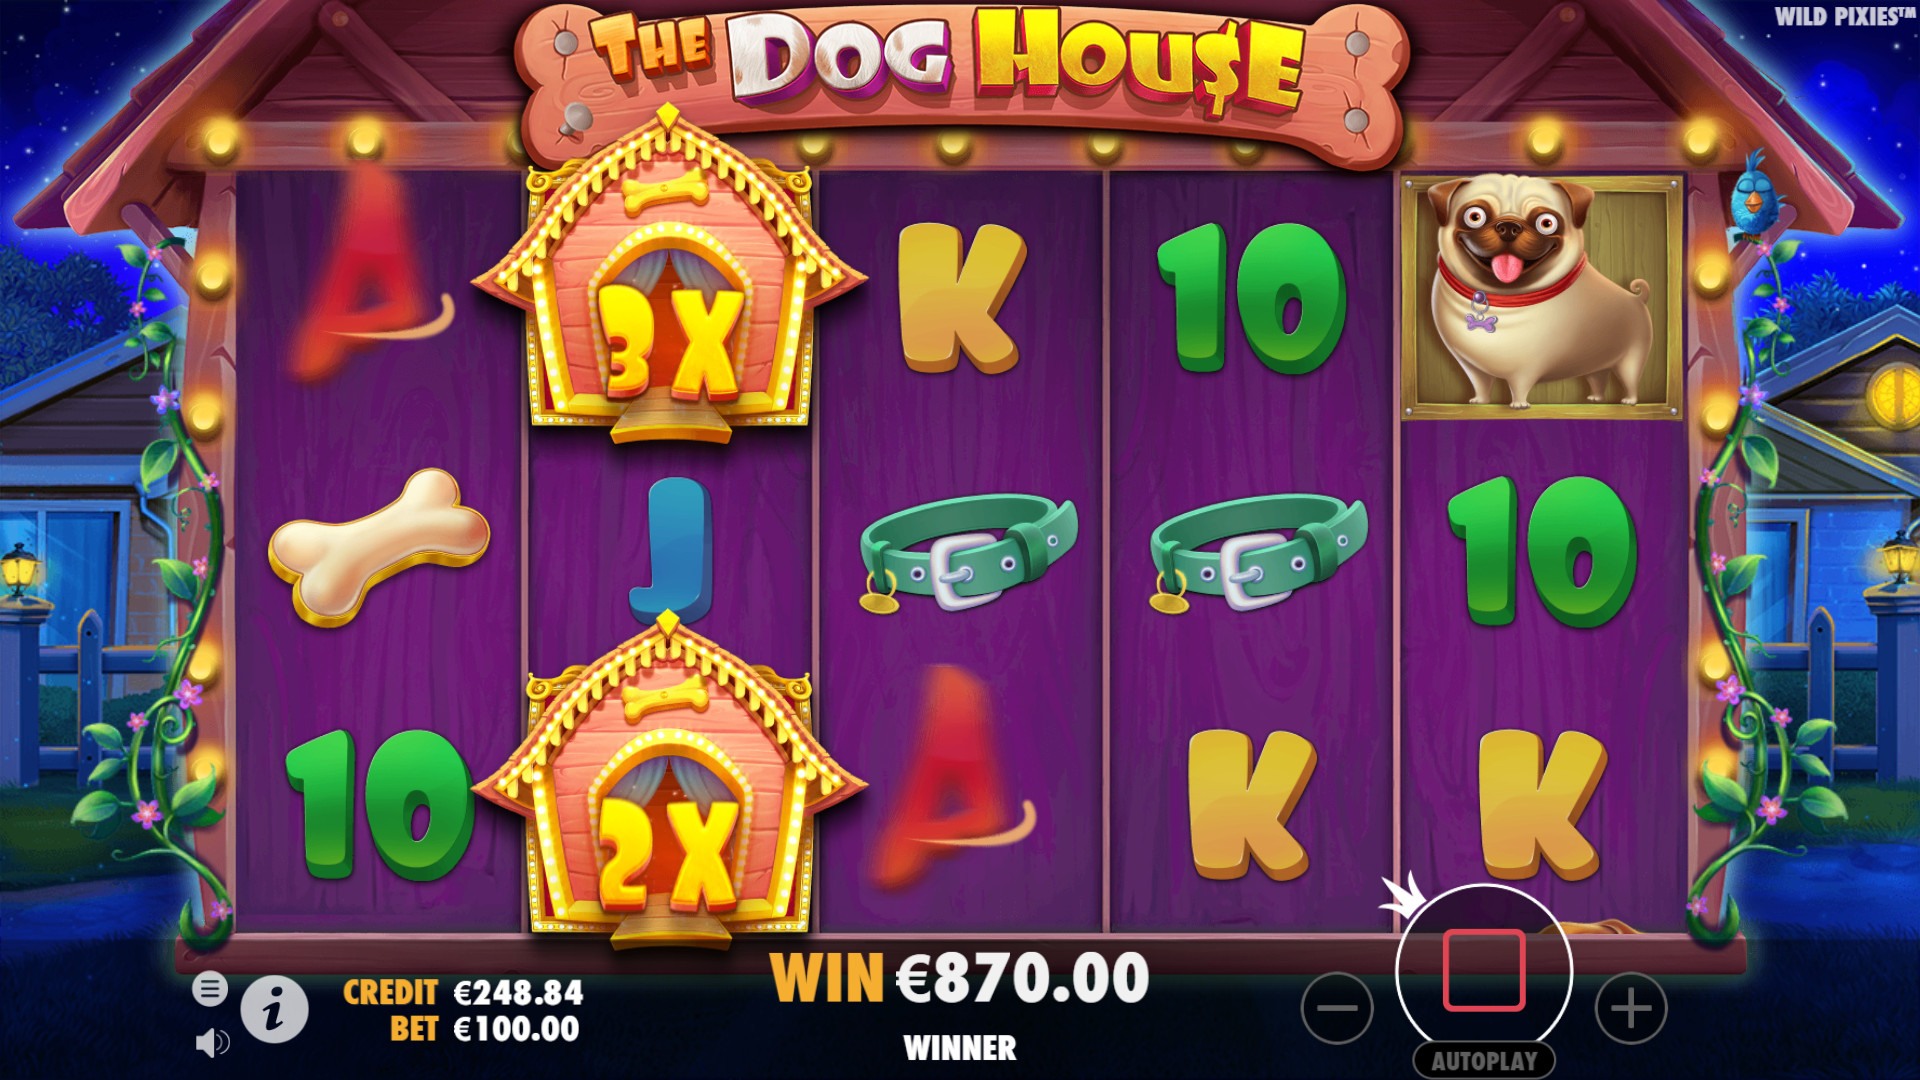 THE DOG HOU$E
WILD PIXIES™
A
3X
K
10
J
10
10
2X
A
K
K
CREDIT €248.84
BET €100.00
WIN €870.00
WINNER
AUTOPLAY